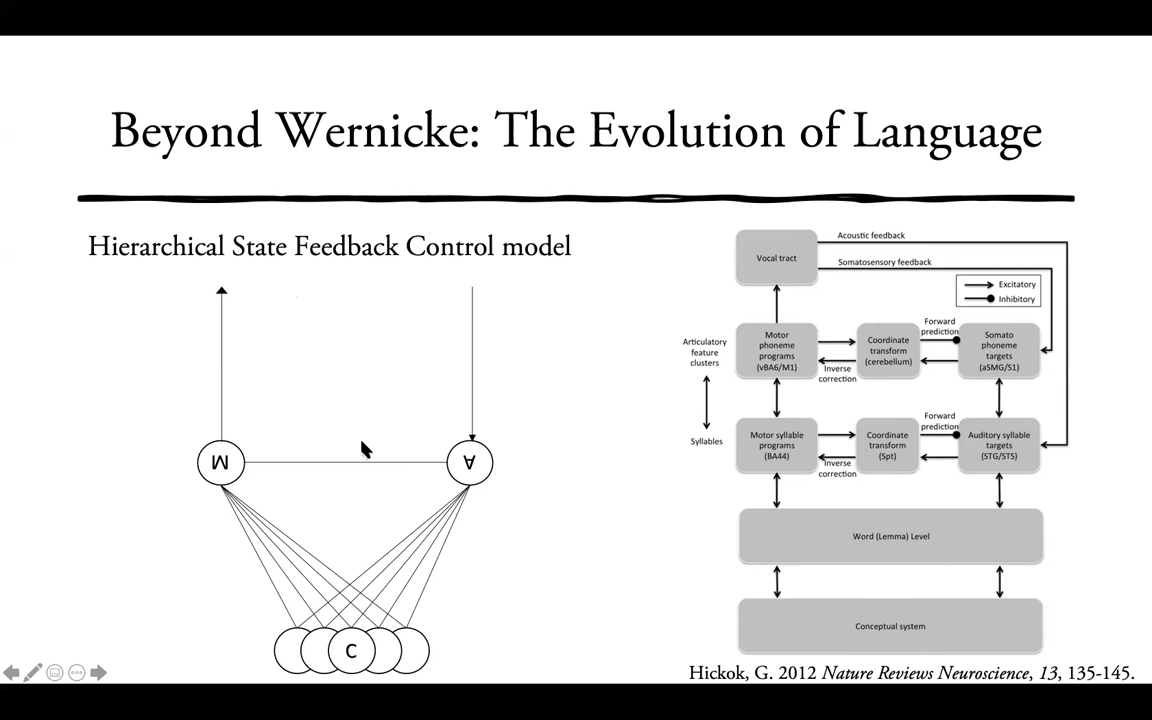 Beyond Wernicke: The Evolution of Language
Hierarchical State Feedback Control model
M
A
C
Acoustic feedback
Vocal tract
Somatosensory feedback
Excitatory
Inhibitory
Articulatory
feature
clusters
Syllables
Motor
phoneme
programs
(vBA6/M1)
Coordinate
transform
(cerebellum)
Forward
prediction
Inverse
correction
Somato
phoneme
targets
(aSMG/S1)
Motor syllable
programs
(BA44)
Coordinate
transform
(Spt)
Forward
prediction
Inverse
correction
Auditory syllable
targets
(STG/STS)
Word (Lemma) Level
Conceptual system
Hickok, G. 2012 Nature Reviews Neuroscience, 13, 135-145.